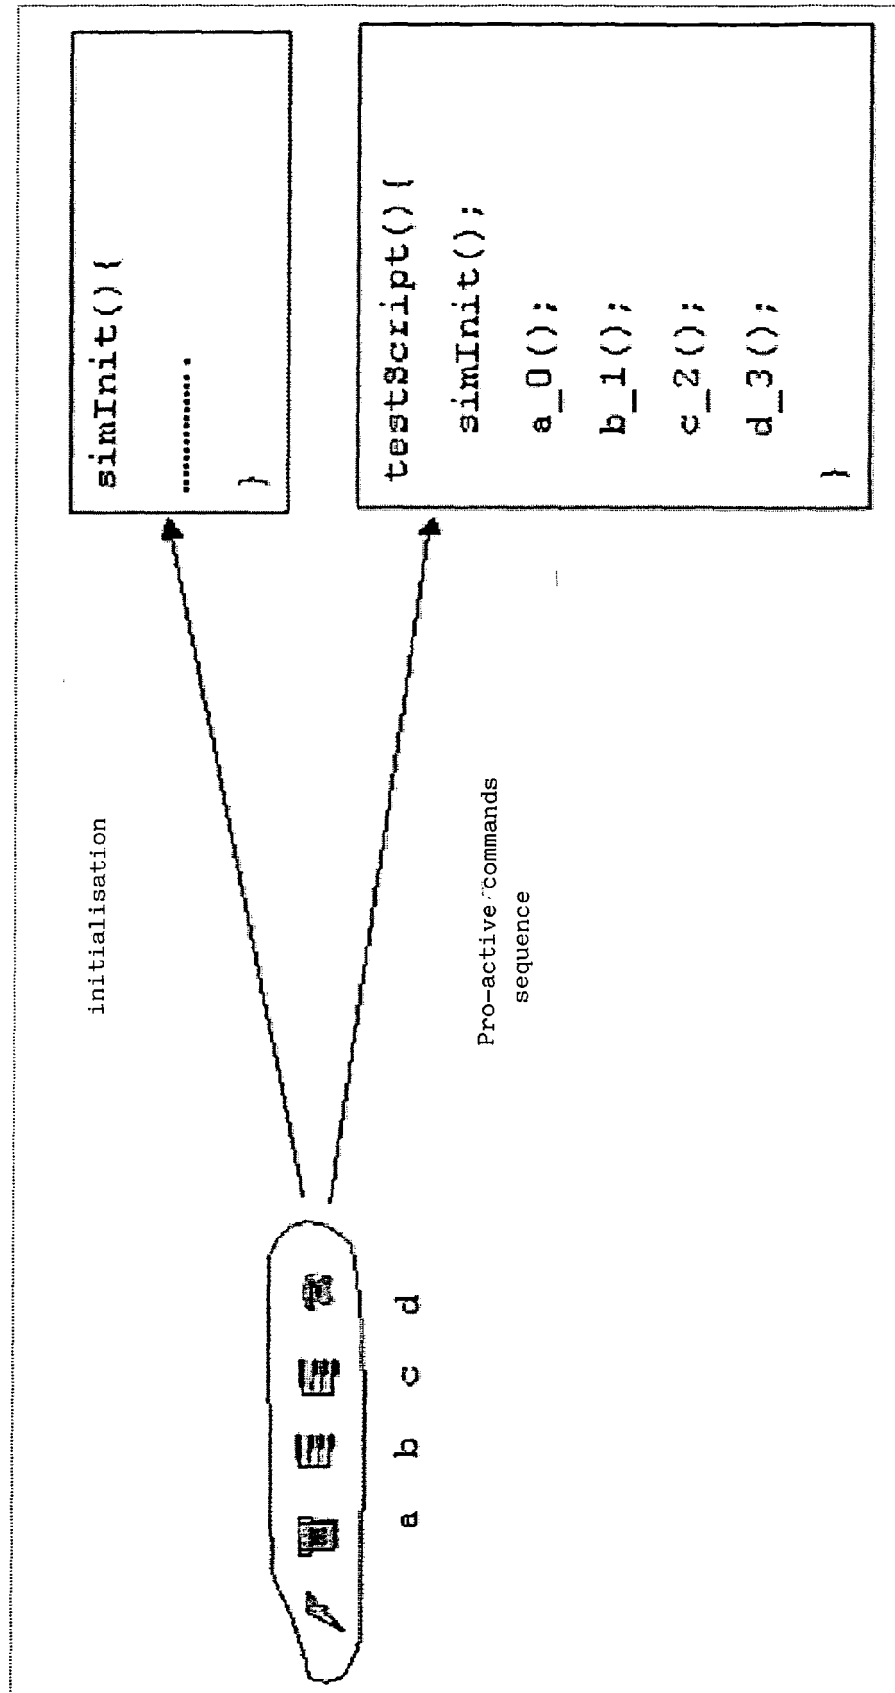 simInit(){
............ .
}
initialisation
testScript(){
simInit();
a_0();
b_1();
c_2();
d_3();
}
Pro-active commands
sequence
a b c d